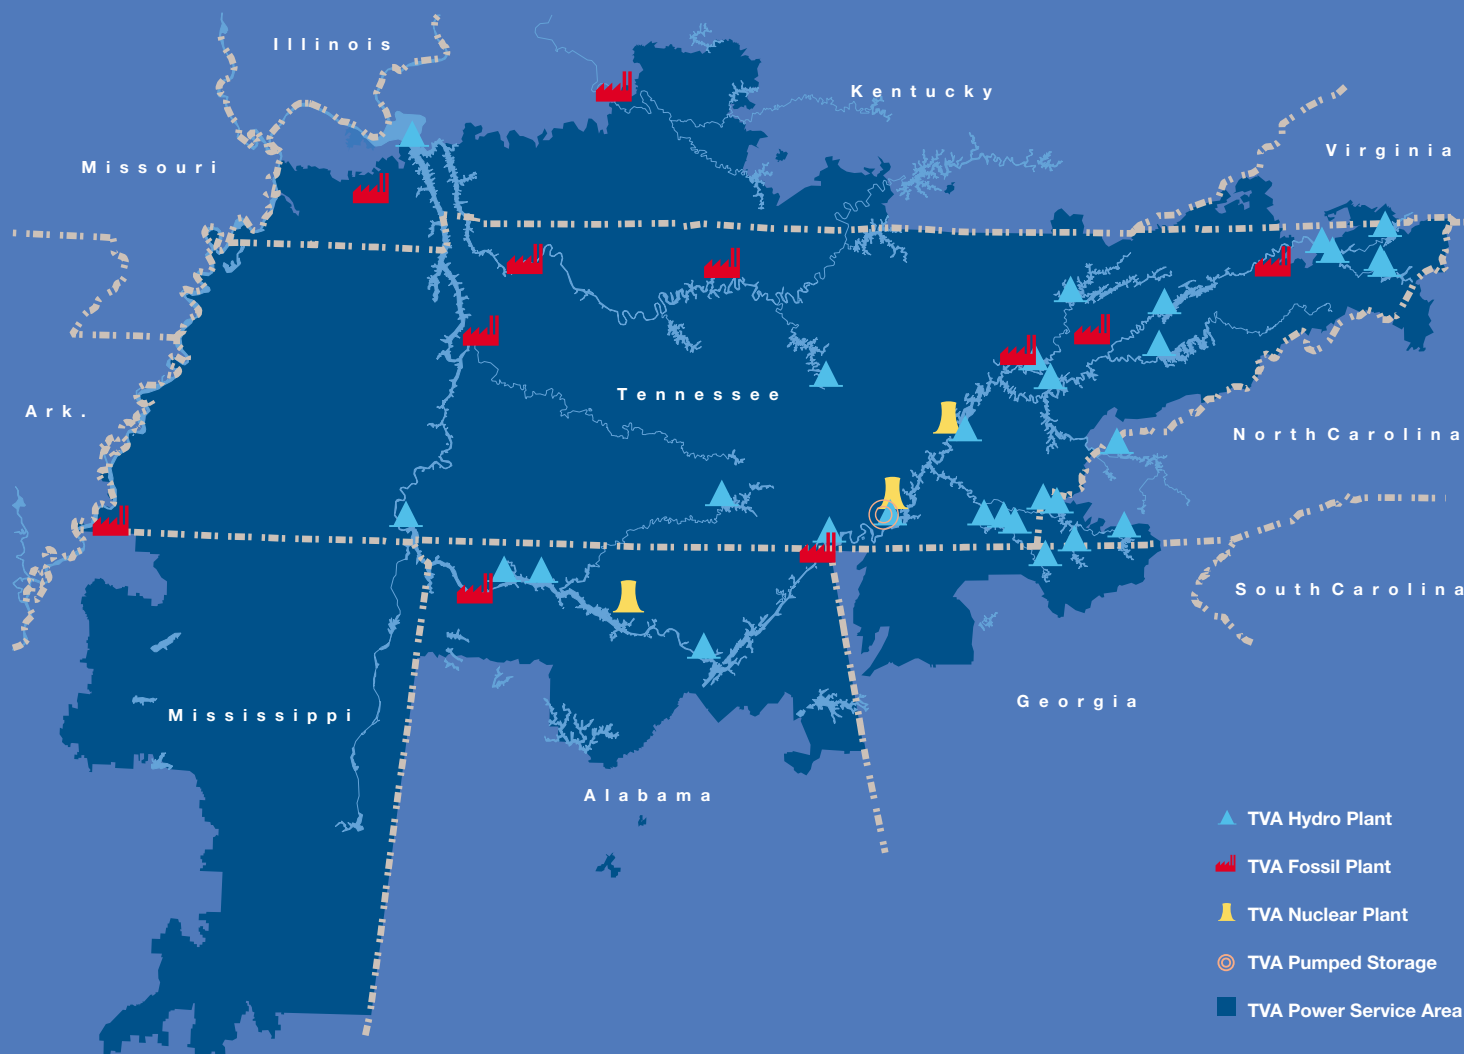 Illinois
Kentucky
Virginia
Missouri
Tennessee
Ark.
North Carolina
South Carolina
Georgia
Mississippi
Alabama
TVA Hydro Plant
TVA Fossil Plant
TVA Nuclear Plant
TVA Pumped Storage
TVA Power Service Area